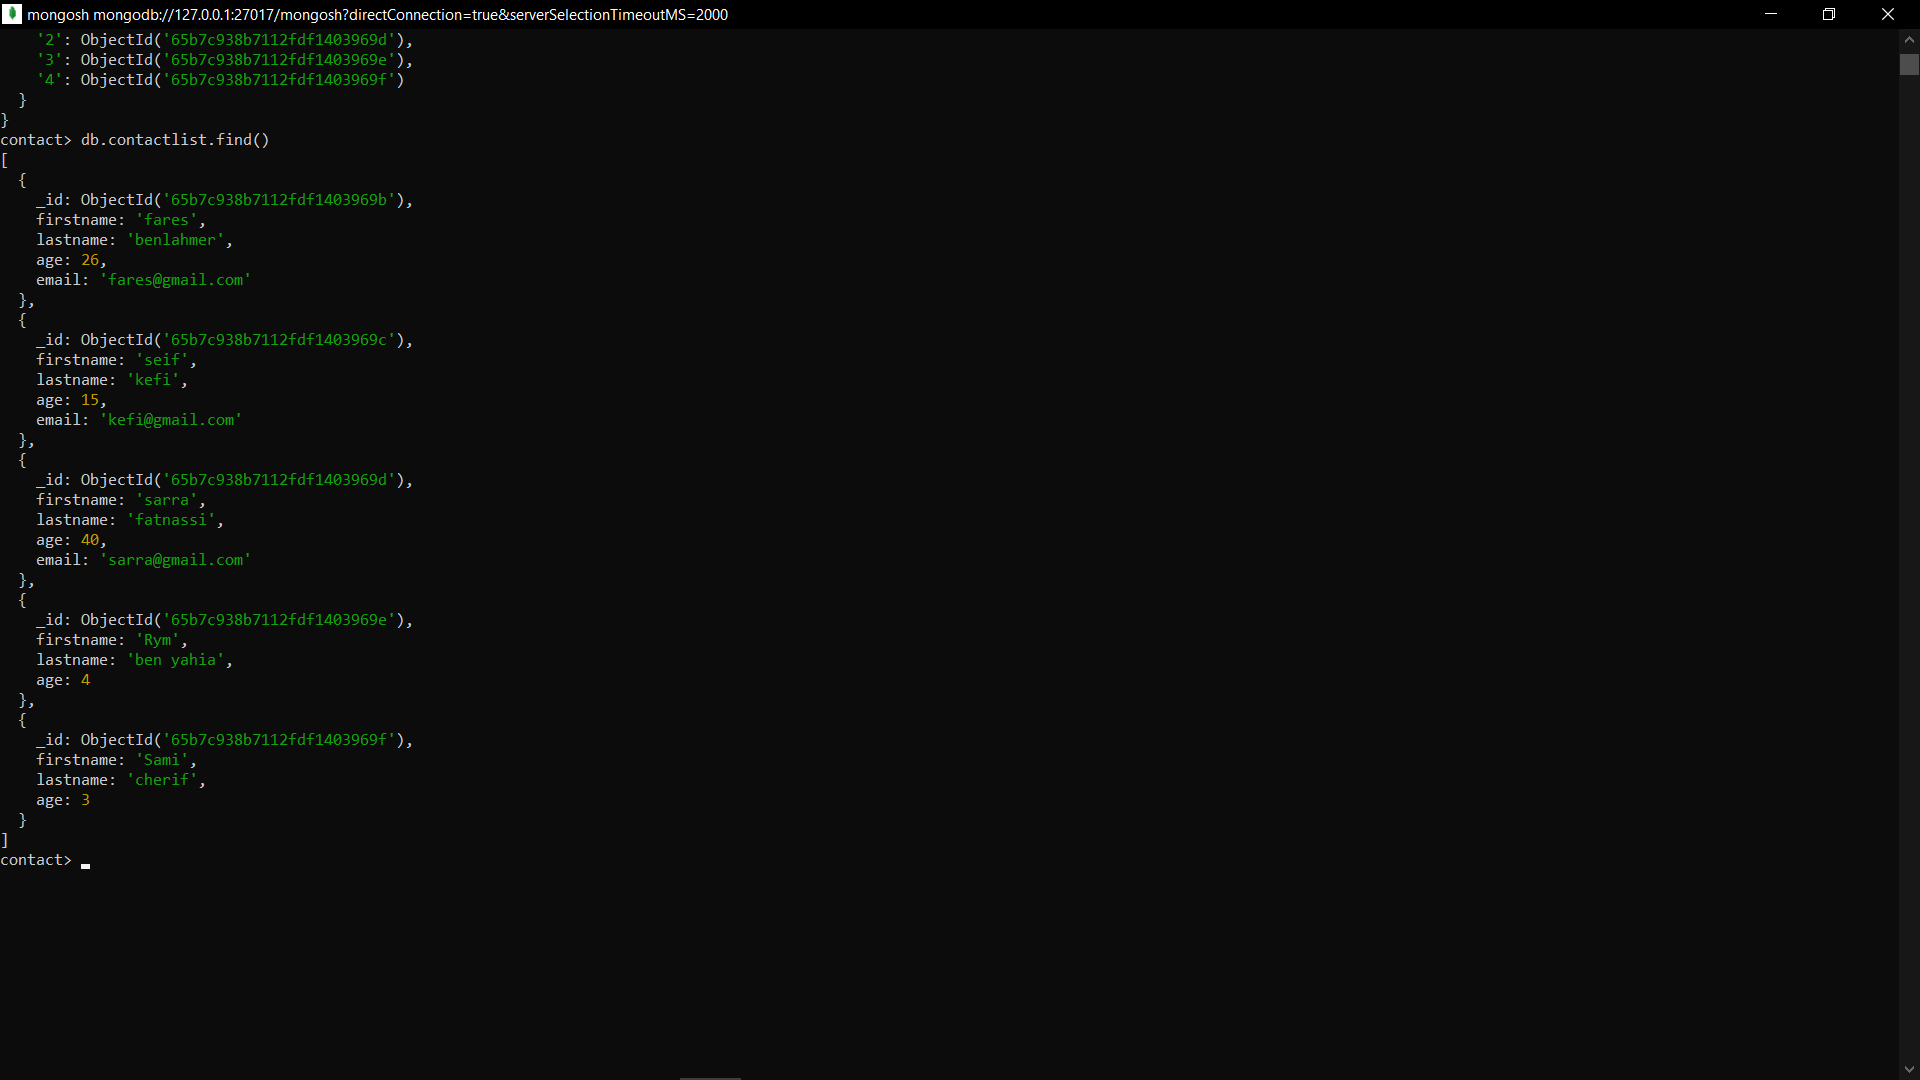 mongosh mongodb://127.0.0.1:27017/mongosh?directConnection=true&serverSelectionTimeoutMS=2000
    '2': ObjectId('65b7c938b7112fdf1403969d'),
    '3': ObjectId('65b7c938b7112fdf1403969e'),
    '4': ObjectId('65b7c938b7112fdf1403969f')
  }
}
contact> db.contactlist.find()
[
  {
    _id: ObjectId('65b7c938b7112fdf1403969b'),
    firstname: 'fares',
    lastname: 'benlahmer',
    age: 26,
    email: 'fares@gmail.com'
  },
  {
    _id: ObjectId('65b7c938b7112fdf1403969c'),
    firstname: 'seif',
    lastname: 'kefi',
    age: 15,
    email: 'kefi@gmail.com'
  },
  {
    _id: ObjectId('65b7c938b7112fdf1403969d'),
    firstname: 'sarra',
    lastname: 'fatnassi',
    age: 40,
    email: 'sarra@gmail.com'
  },
  {
    _id: ObjectId('65b7c938b7112fdf1403969e'),
    firstname: 'Rym',
    lastname: 'ben yahia',
    age: 4
  },
  {
    _id: ObjectId('65b7c938b7112fdf1403969f'),
    firstname: 'Sami',
    lastname: 'cherif',
    age: 3
  }
]
contact>